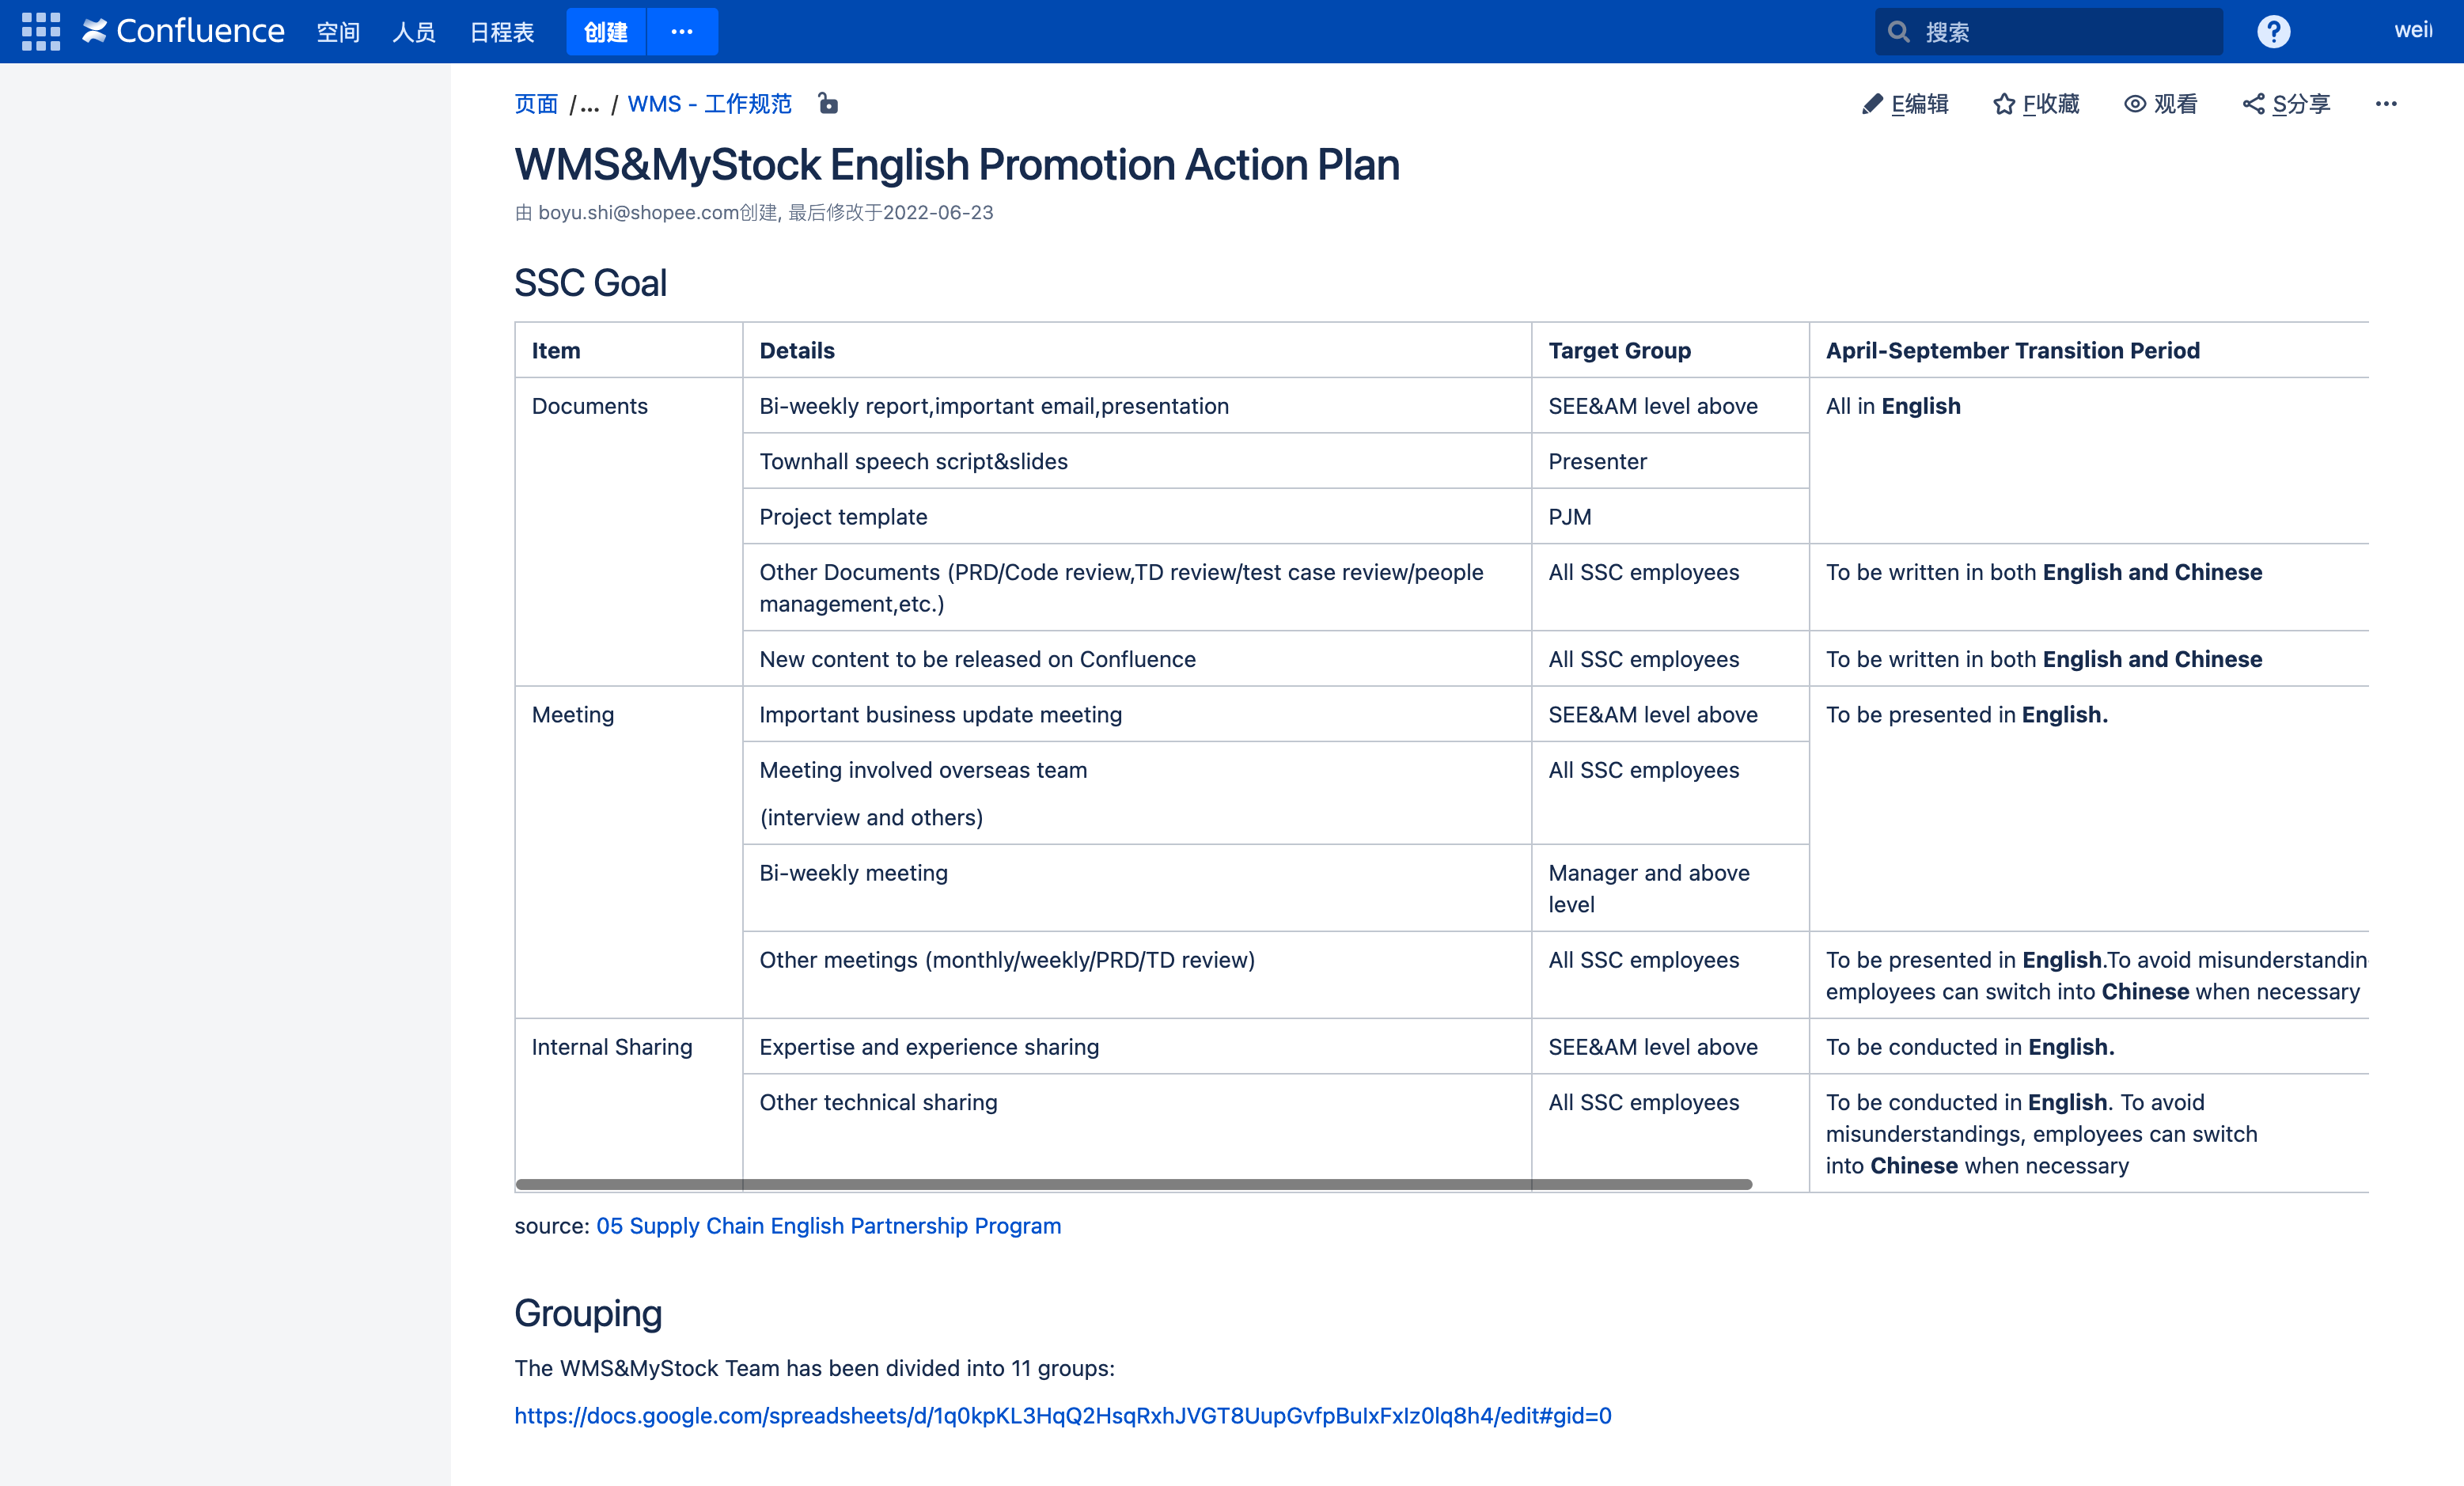 Confluence 空间 人员 日程表 创建 ··· 搜索 ?
页面 /... / WMS - 工作规范 E编辑 F收藏 观看 S分享 ···
WMS&MyStock English Promotion Action Plan
由 boyu.shi@shopee.com创建, 最后修改于2022-06-23
SSC Goal
Item Details Target Group April-September Transition Period
Documents Bi-weekly report,important email,presentation SEE&AM level above All in English
Townhall speech script&slides Presenter
Project template PJM
Other Documents (PRD/Code review,TD review/test case review/people All SSC employees To be written in both English and Chinese
management,etc.)
New content to be released on Confluence All SSC employees To be written in both English and Chinese
Meeting Important business update meeting SEE&AM level above To be presented in English.
Meeting involved overseas team All SSC employees
(interview and others)
Bi-weekly meeting Manager and above
level
Other meetings (monthly/weekly/PRD/TD review) All SSC employees To be presented in English.To avoid misunderstandin
employees can switch into Chinese when necessary
Internal Sharing Expertise and experience sharing SEE&AM level above To be conducted in English.
Other technical sharing All SSC employees To be conducted in English. To avoid
misunderstandings, employees can switch
into Chinese when necessary
source: 05 Supply Chain English Partnership Program
Grouping
The WMS&MyStock Team has been divided into 11 groups:
https://docs.google.com/spreadsheets/d/1q0kpKL3HqQ2HsqRxhJVGT8UupGvfpBuIxFxIz0lq8h4/edit#gid=0